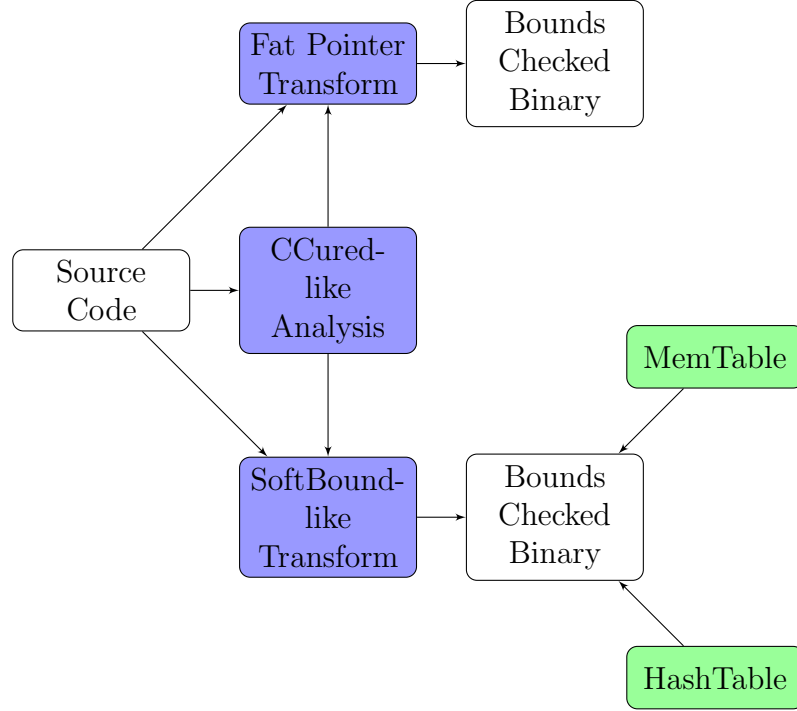 Fat Pointer
Transform
Bounds
Checked
Binary
Source
Code
CCured-
like
Analysis
MemTable
SoftBound-
like
Transform
Bounds
Checked
Binary
HashTable